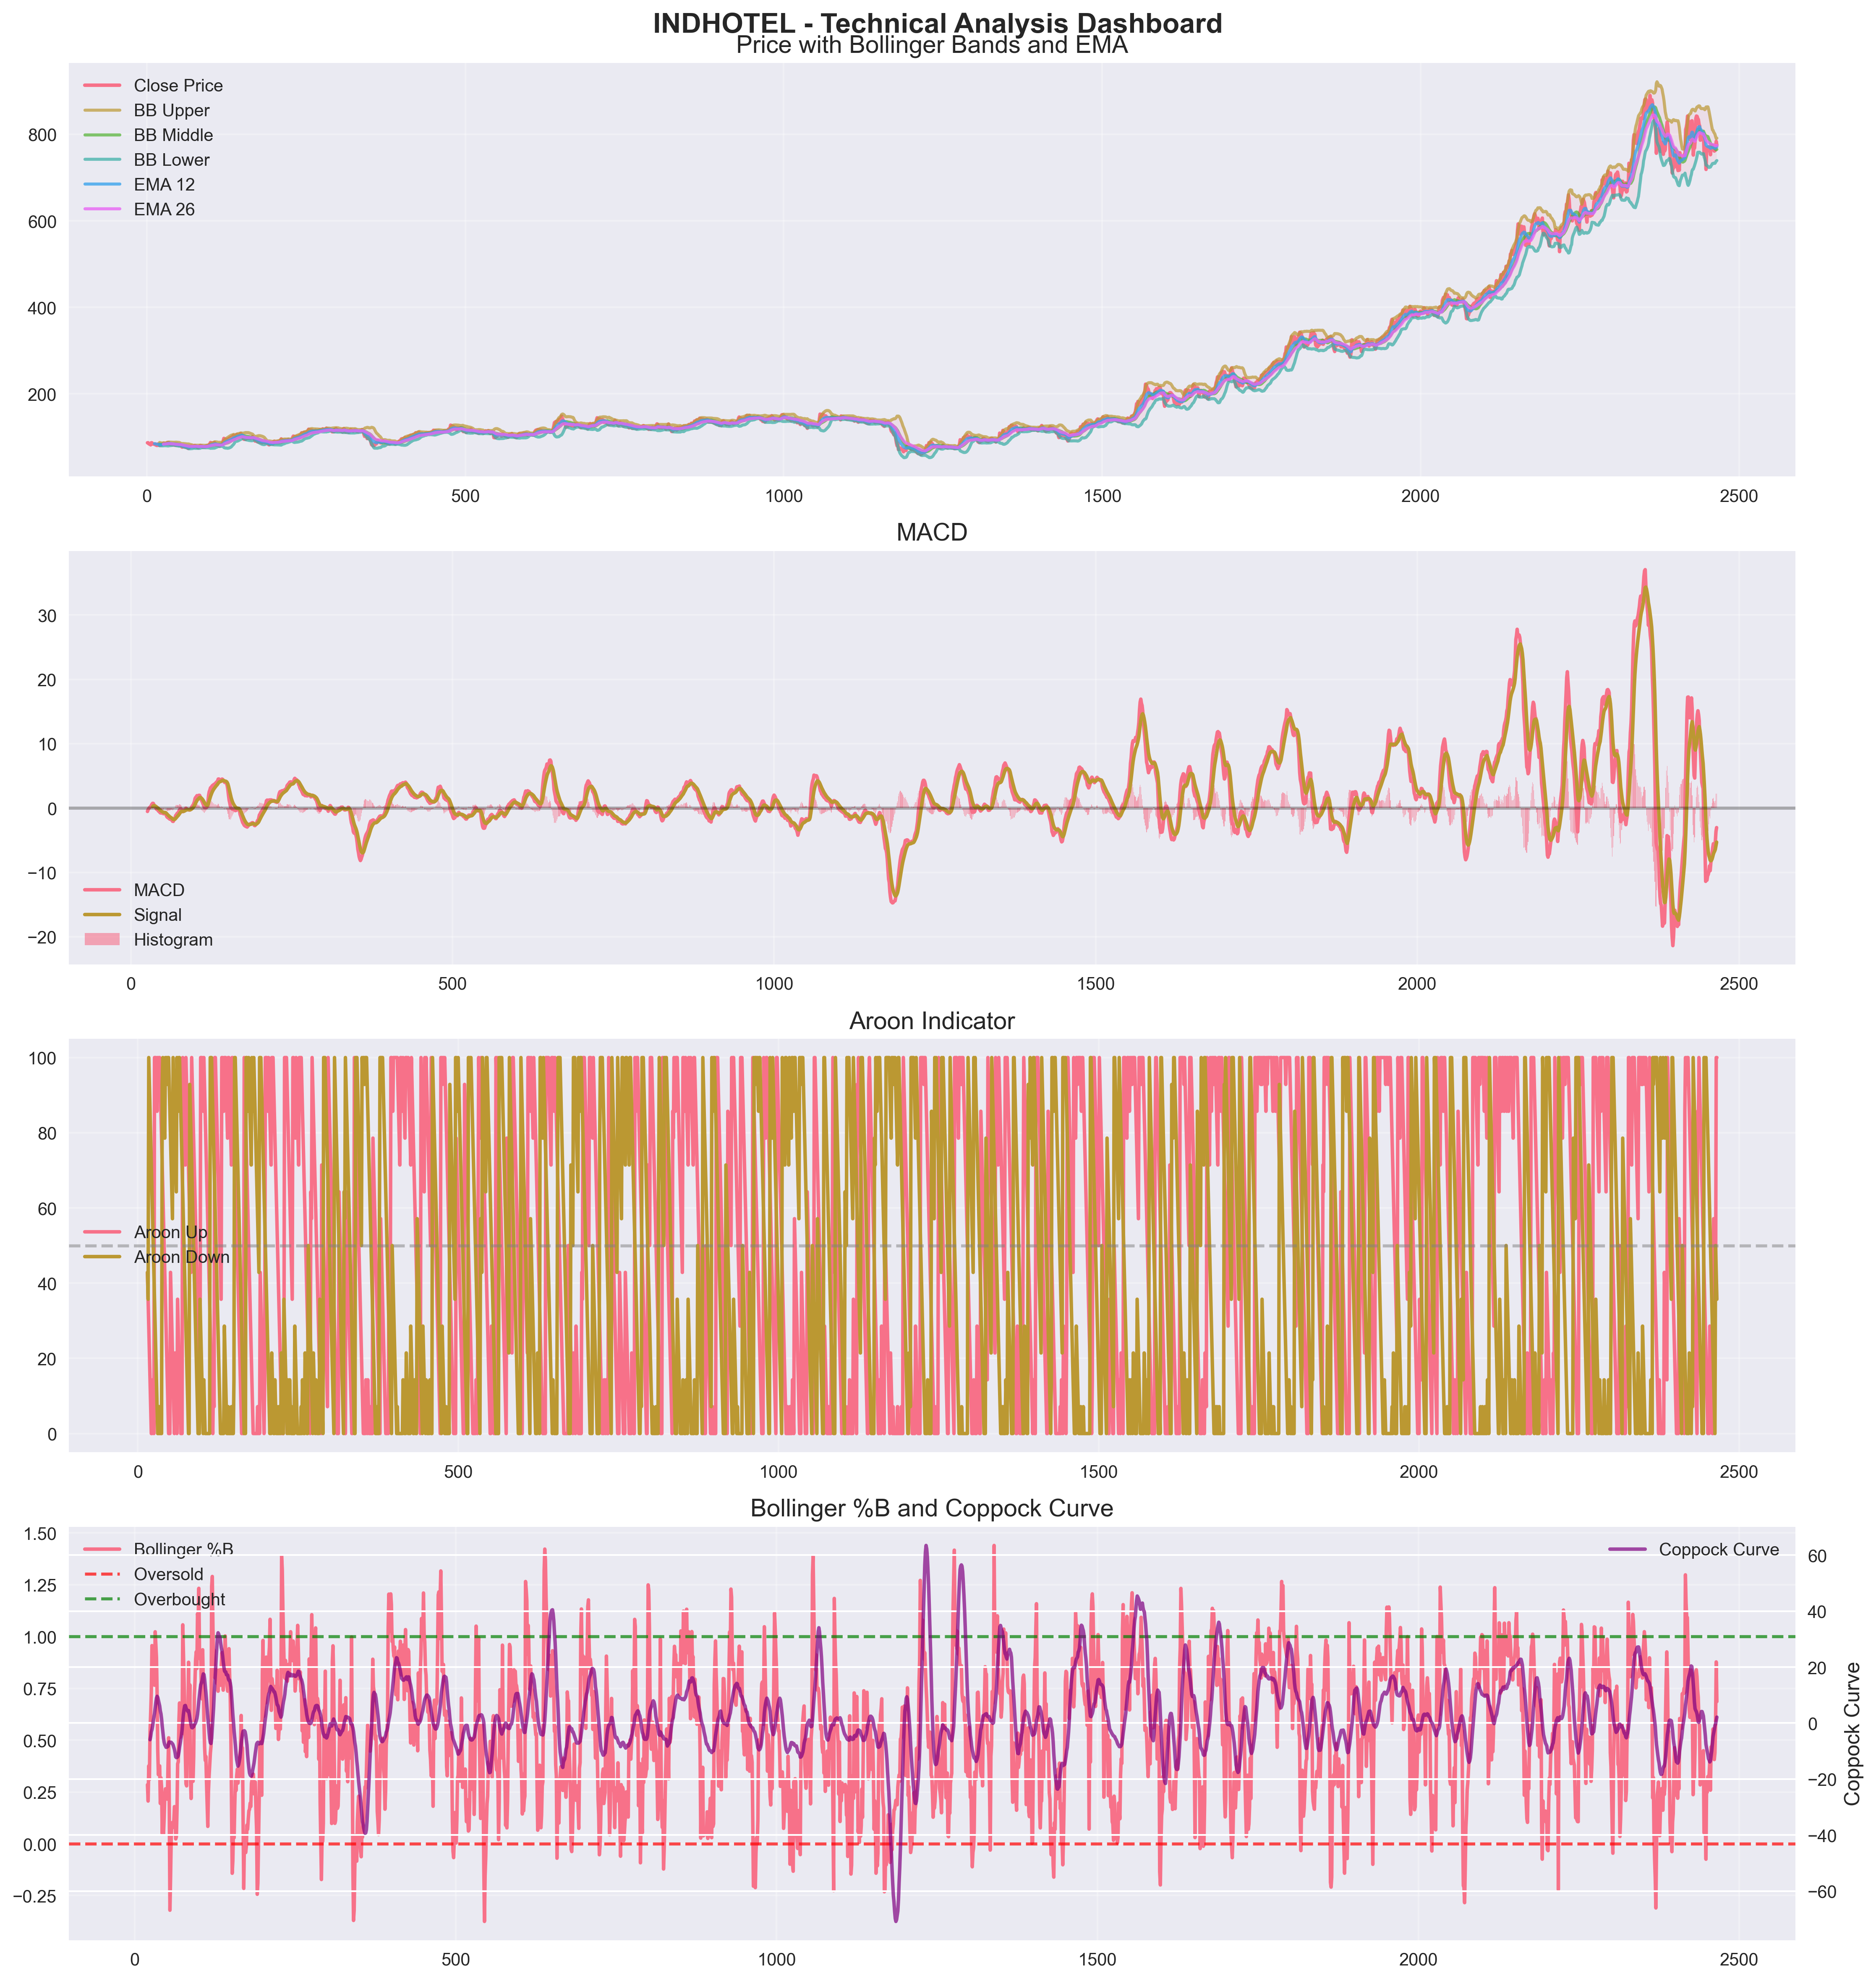 INDHOTEL - Technical Analysis Dashboard
Price with Bollinger Bands and EMA
Close Price
BB Upper
BB Middle
BB Lower
EMA 12
EMA 26
800
600
400
200
0 500 1000 1500 2000 2500
MACD
30
20
10
0
−10
−20
MACD
Signal
Histogram
0 500 1000 1500 2000 2500
Aroon Indicator
100
80
60
40
20
0
Aroon Up
Aroon Down
0 500 1000 1500 2000 2500
Bollinger %B and Coppock Curve
1.50
1.25
1.00
0.75
0.50
0.25
0.00
−0.25
Bollinger %B
Oversold
Overbought
Coppock Curve
60
40
20
0
−20
−40
−60
Coppock Curve
0 500 1000 1500 2000 2500